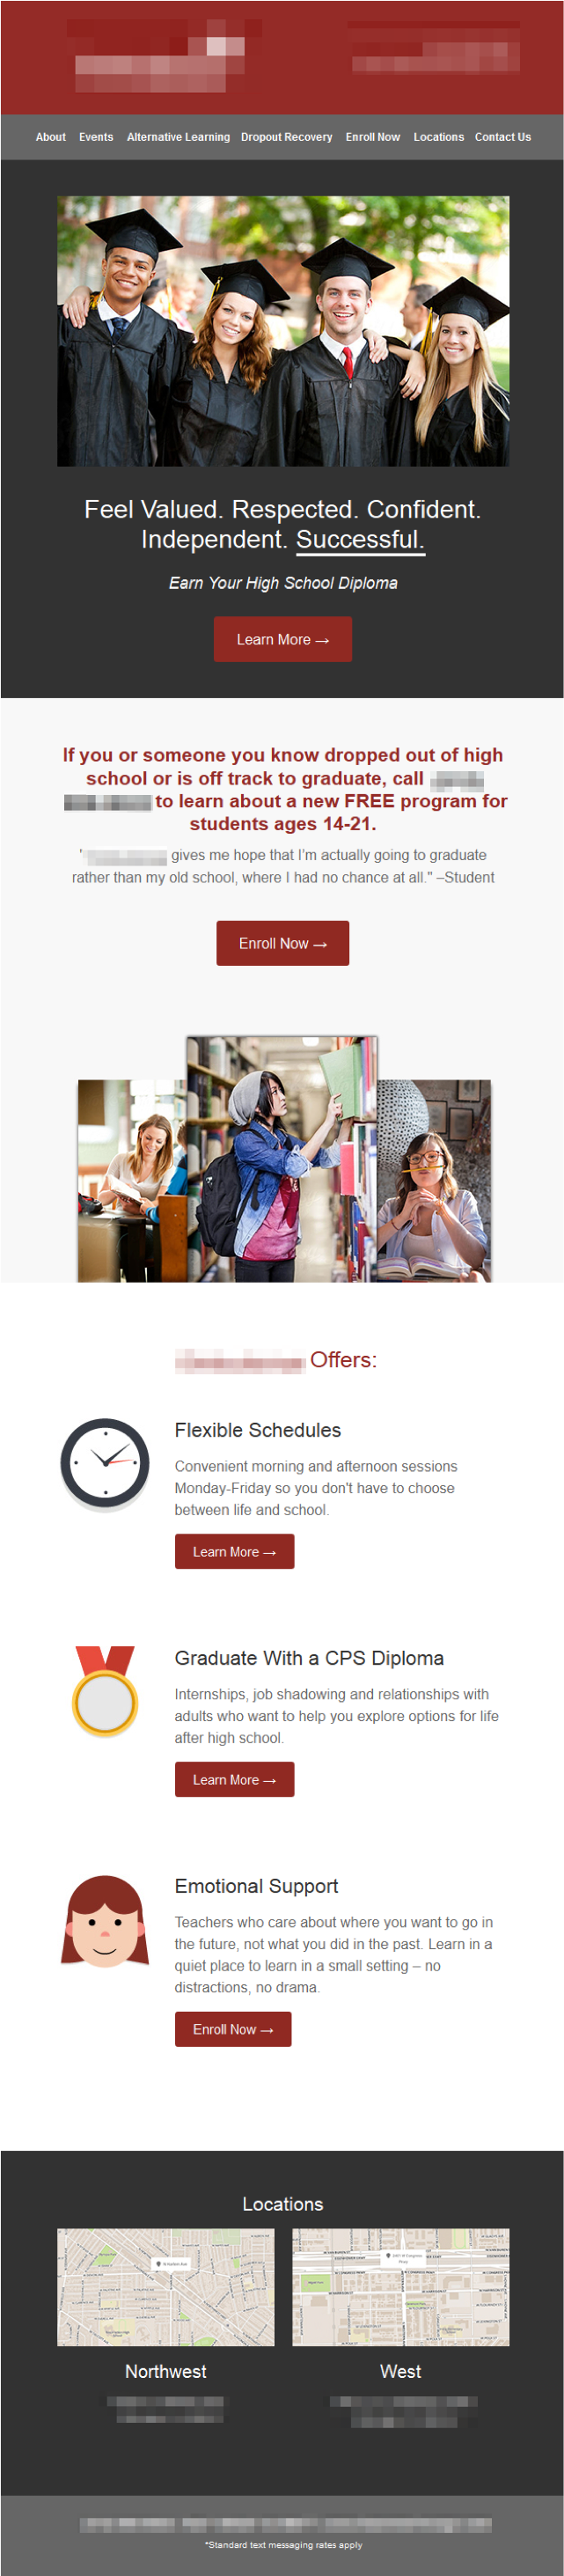 About Events Alternative Learning Dropout Recovery Enroll Now Locations Contact Us
Feel Valued. Respected. Confident.
Independent. Successful.
Earn Your High School Diploma
Learn More →
If you or someone you know dropped out of high
school or is off track to graduate, call
to learn about a new FREE program for
students ages 14-21.
gives me hope that I'm actually going to graduate
rather than my old school, where I had no chance at all." –Student
Enroll Now →
Offers:
Flexible Schedules
Convenient morning and afternoon sessions
Monday-Friday so you don't have to choose
between life and school.
Learn More →
Graduate With a CPS Diploma
Internships, job shadowing and relationships with
adults who want to help you explore options for life
after high school.
Learn More →
Emotional Support
Teachers who care about where you want to go in
the future, not what you did in the past. Learn in a
quiet place to learn in a small setting – no
distractions, no drama.
Enroll Now →
Locations
Northwest
West
*Standard text messaging rates apply